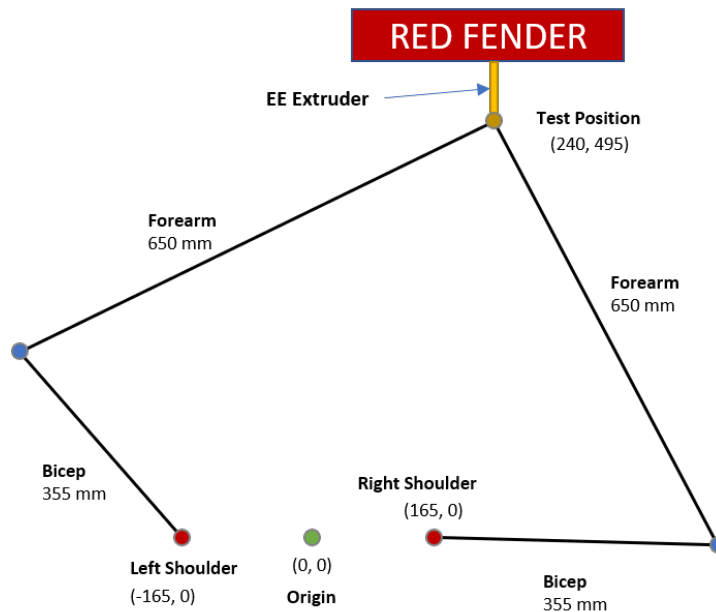 RED FENDER
EE Extruder
Test Position
(240, 495)
Forearm
650 mm
Forearm
650 mm
Bicep
355 mm
Right Shoulder
(165, 0)
Left Shoulder
(-165, 0)
(0, 0)
Origin
Bicep
355 mm